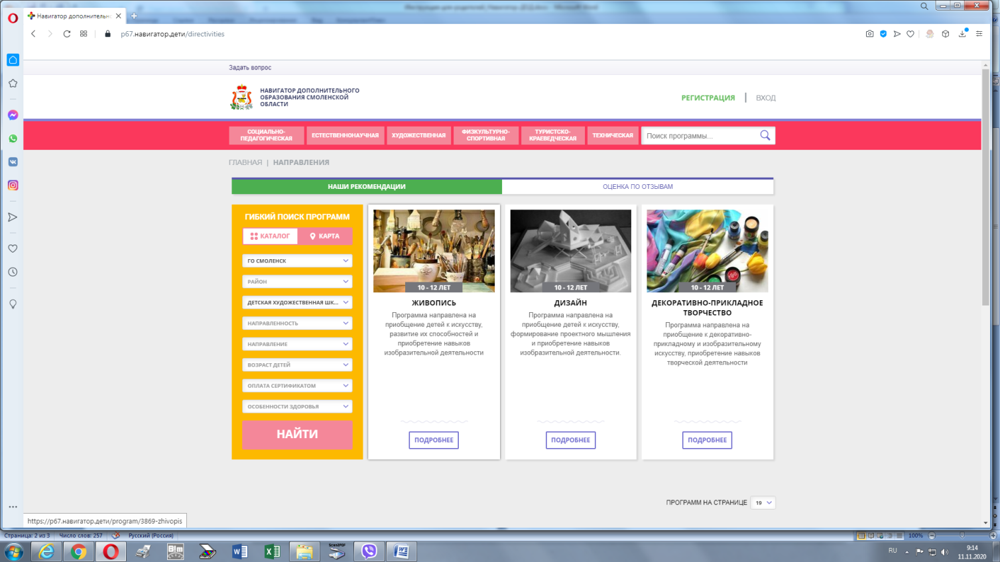 Навигатор дополнительн
р67.навигатор.дети/directivities
Задать вопрос
НАВИГАТОР ДОПОЛНИТЕЛЬНОГО
ОБРАЗОВАНИЯ СМОЛЕНСКОЙ
ОБЛАСТИ
РЕГИСТРАЦИЯ | ВХОД
СОЦИАЛЬНО-
ПЕДАГОГИЧЕСКАЯ
ЕСТЕСТВЕННОНАУЧНАЯ
ХУДОЖЕСТВЕННАЯ
ФИЗКУЛЬТУРНО-
СПОРТИВНАЯ
ТУРИСТСКО-
КРАЕВЕДЧЕСКАЯ
ТЕХНИЧЕСКАЯ
Поиск программы...
ГЛАВНАЯ | НАПРАВЛЕНИЯ
НАШИ РЕКОМЕНДАЦИИ
ОЦЕНКА ПО ОТЗЫВАМ
ГИБКИЙ ПОИСК ПРОГРАММ
КАТАЛОГ
КАРТА
ГО СМОЛЕНСК
РАЙОН
ДЕТСКАЯ ХУДОЖЕСТВЕННАЯ ШК...
НАПРАВЛЕННОСТЬ
НАПРАВЛЕНИЕ
ВОЗРАСТ ДЕТЕЙ
ОПЛАТА СЕРТИФИКАТОМ
ОСОБЕННОСТИ ЗДОРОВЬЯ
НАЙТИ
10 - 12 ЛЕТ
ЖИВОПИСЬ
Программа направлена на
приобщение детей к искусству,
развитие их способностей и
приобретение навыков
изобразительной деятельности
ПОДРОБНЕЕ
10 - 12 ЛЕТ
ДИЗАЙН
Программа направлена на
приобщение детей к искусству,
формирование проектного мышления
и приобретение навыков
изобразительной деятельности.
ПОДРОБНЕЕ
10 - 12 ЛЕТ
ДЕКОРАТИВНО-ПРИКЛАДНОЕ
ТВОРЧЕСТВО
Программа направлена на
приобщение к декоративно-
прикладному и изобразительному
искусству, приобретение навыков
творческой деятельности
ПОДРОБНЕЕ
ПРОГРАММ НА СТРАНИЦЕ 19
https://р67.навигатор.дети/program/3869-zhivopis
Страница: 2 из 3 Число слов: 257 Русский (Россия)
100%
Scan2PDF
RU
9:14
11.11.2020